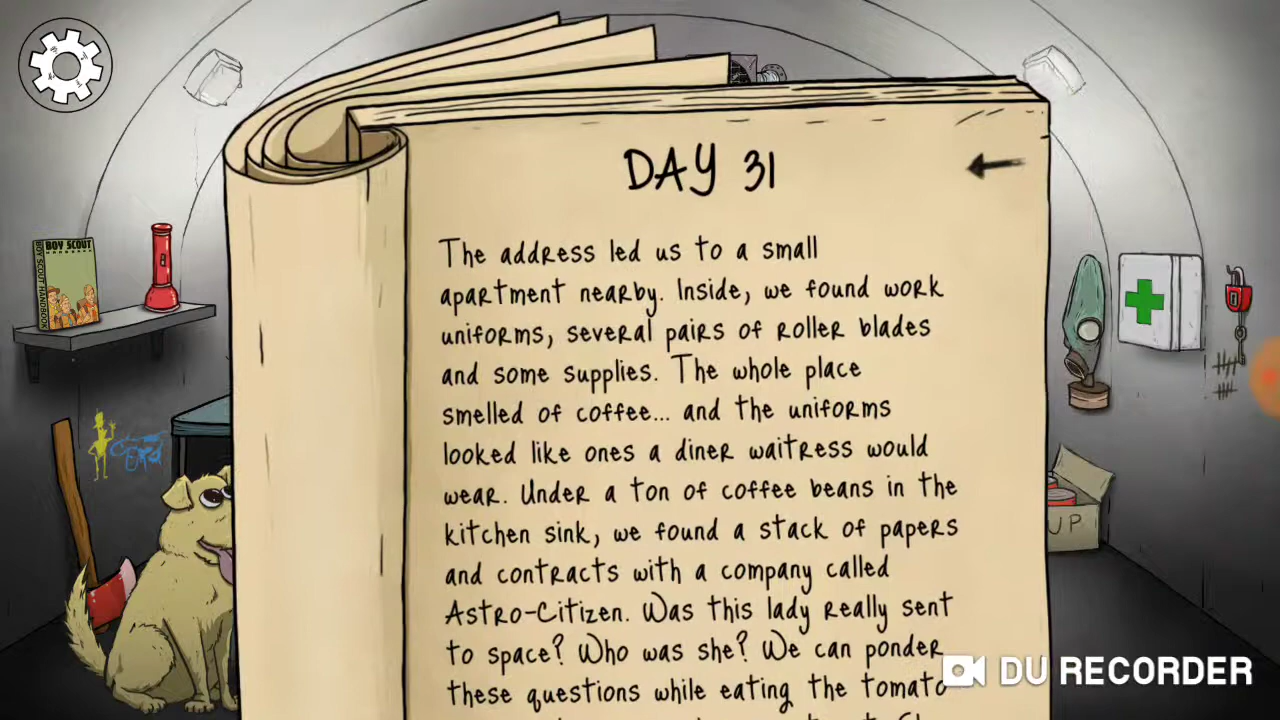 BOY SCOUT
BOY SCOUT HANDBOOK
DAY 31
The address led us to a small
apartment nearby. Inside, we found work
uniforms, several pairs of roller blades
and some supplies. The whole place
smelled of coffee... and the uniforms
looked like ones a diner waitress would
wear. Under a ton of coffee beans in the
kitchen sink, we found a stack of papers
and contracts with a company called
Astro-Citizen. Was this lady really sent
to space? Who was she? We can ponder
these questions while eating the tomato
UP
DU RECORDER